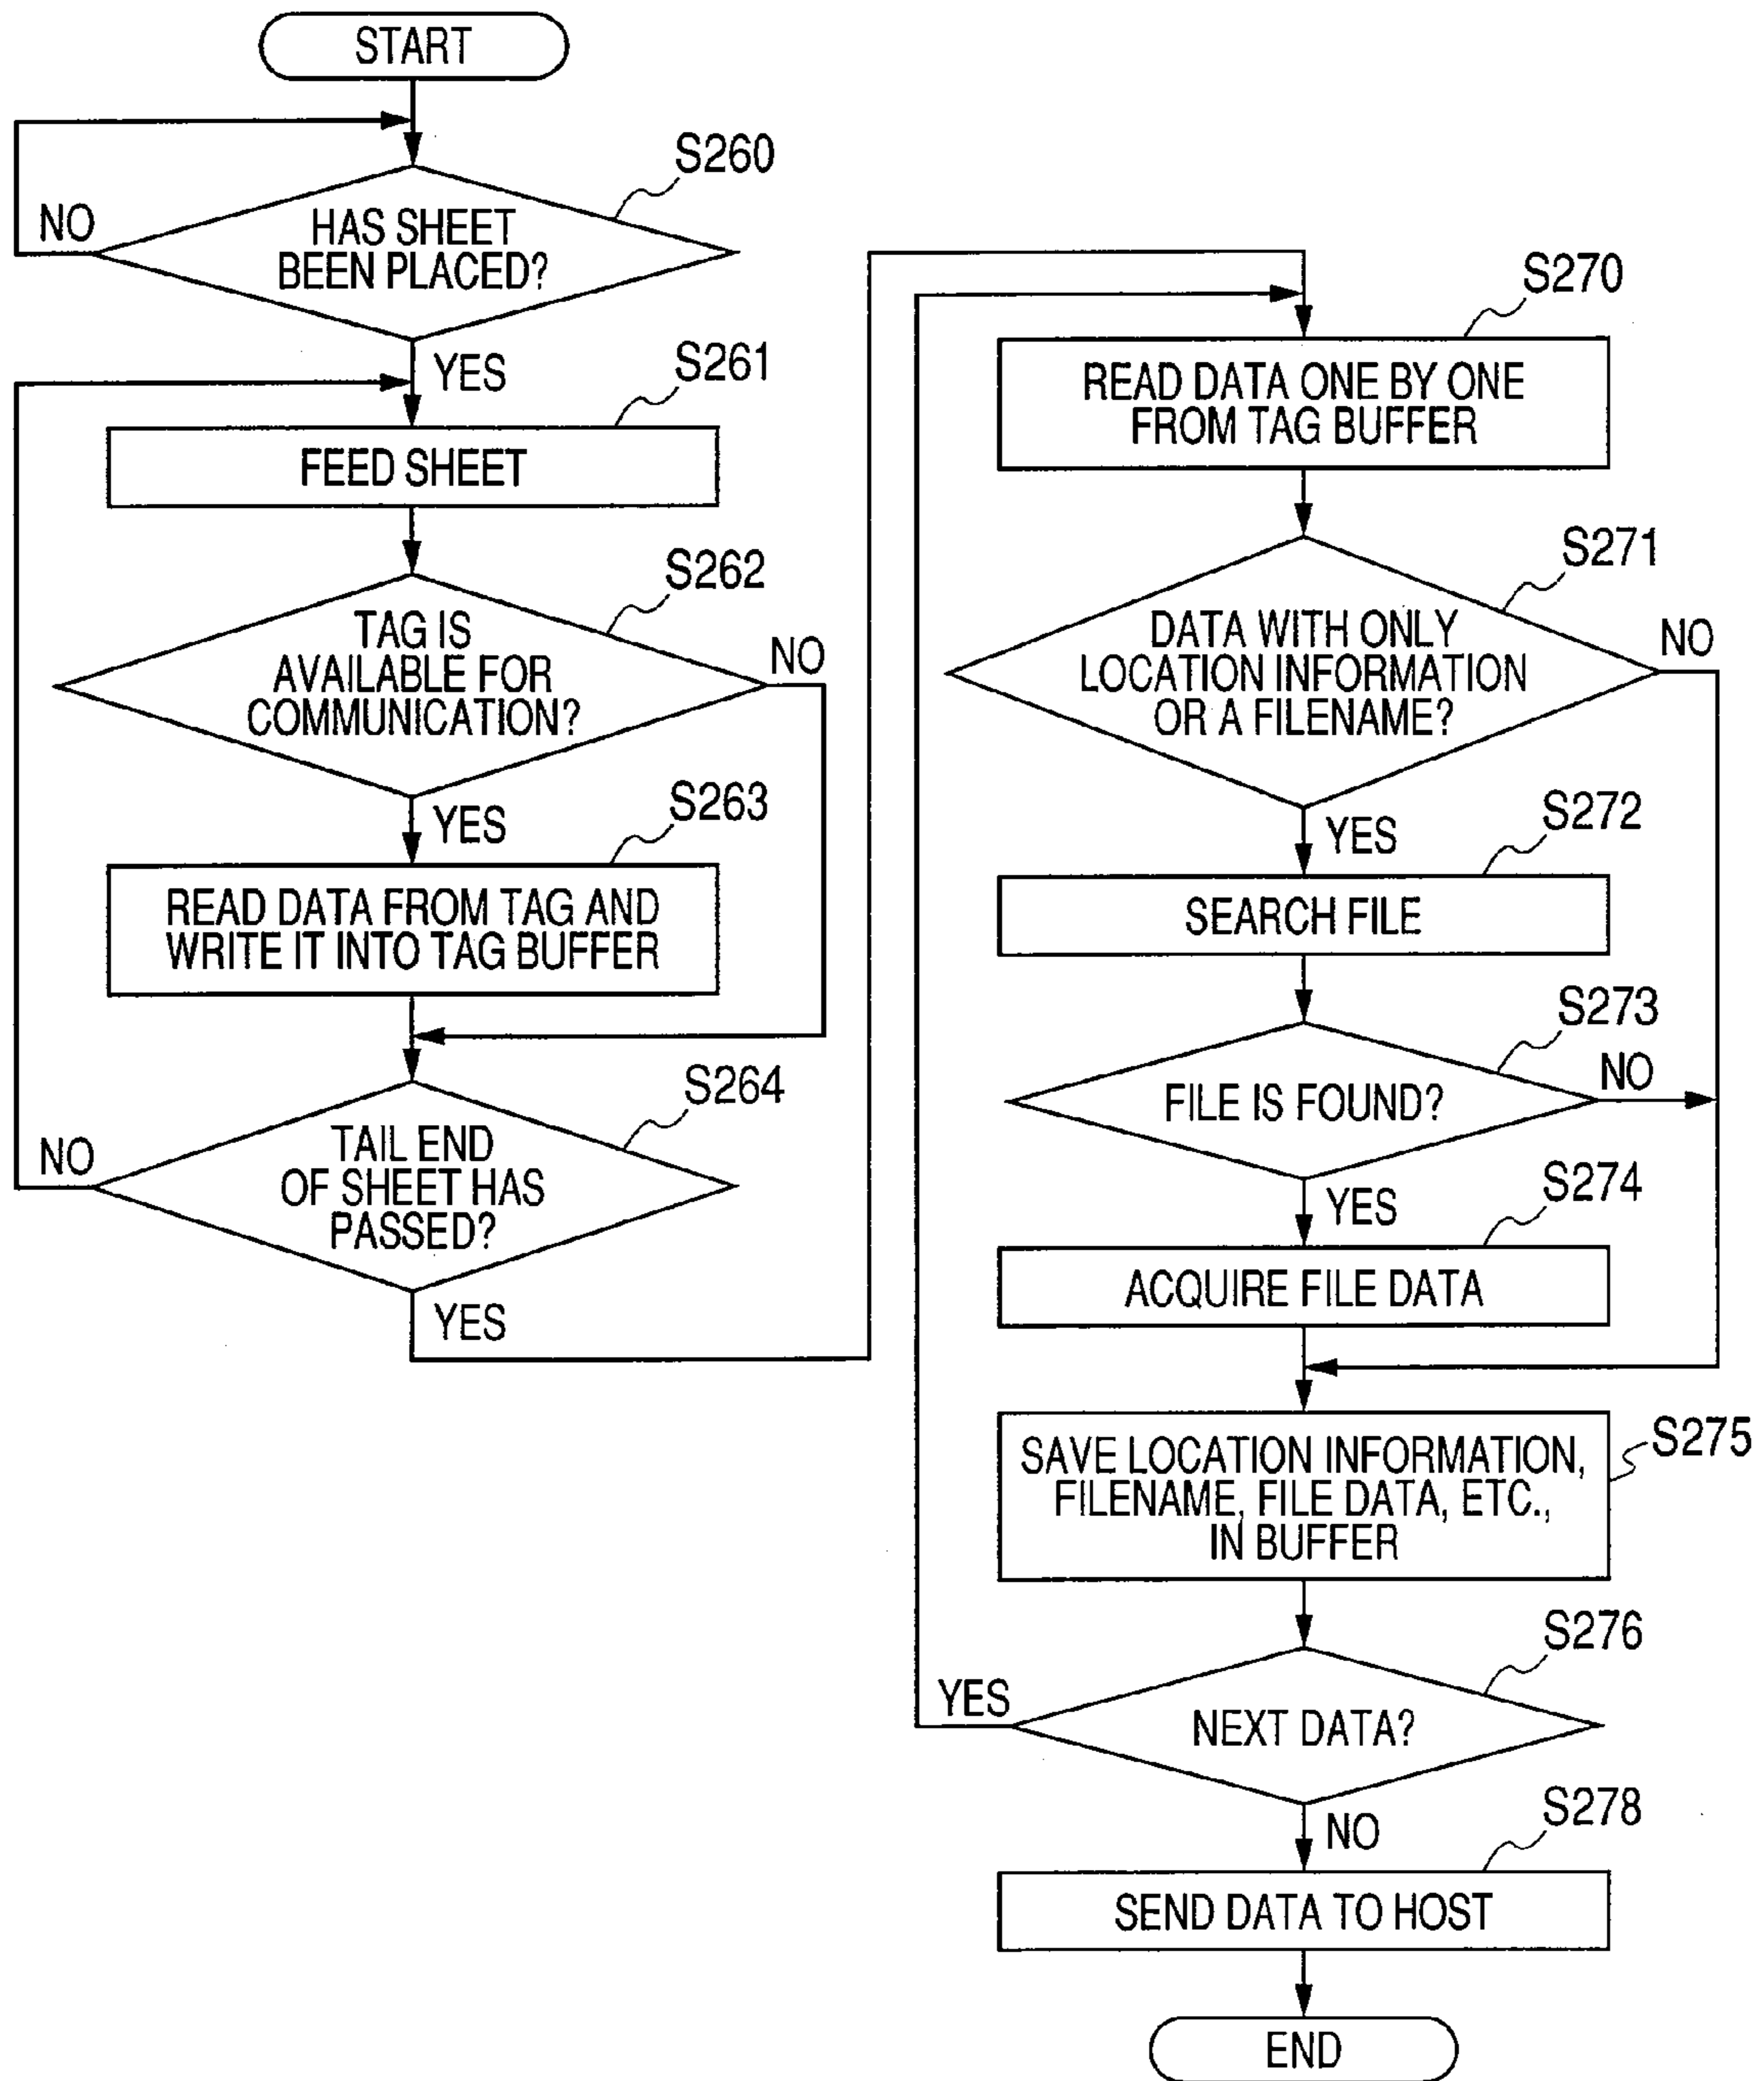 START
S260
NO
HAS SHEET
BEEN PLACED?
YES
S261
FEED SHEET
S262
TAG IS
AVAILABLE FOR
COMMUNICATION?
NO
YES
S263
READ DATA FROM TAG AND
WRITE IT INTO TAG BUFFER
S264
NO
TAIL END
OF SHEET HAS
PASSED?
YES
S270
READ DATA ONE BY ONE
FROM TAG BUFFER
S271
DATA WITH ONLY
LOCATION INFORMATION
OR A FILENAME?
NO
YES
S272
SEARCH FILE
S273
FILE IS FOUND?
NO
YES
S274
ACQUIRE FILE DATA
S275
SAVE LOCATION INFORMATION,
FILENAME, FILE DATA, ETC.,
IN BUFFER
S276
YES
NEXT DATA?
NO
S278
SEND DATA TO HOST
END